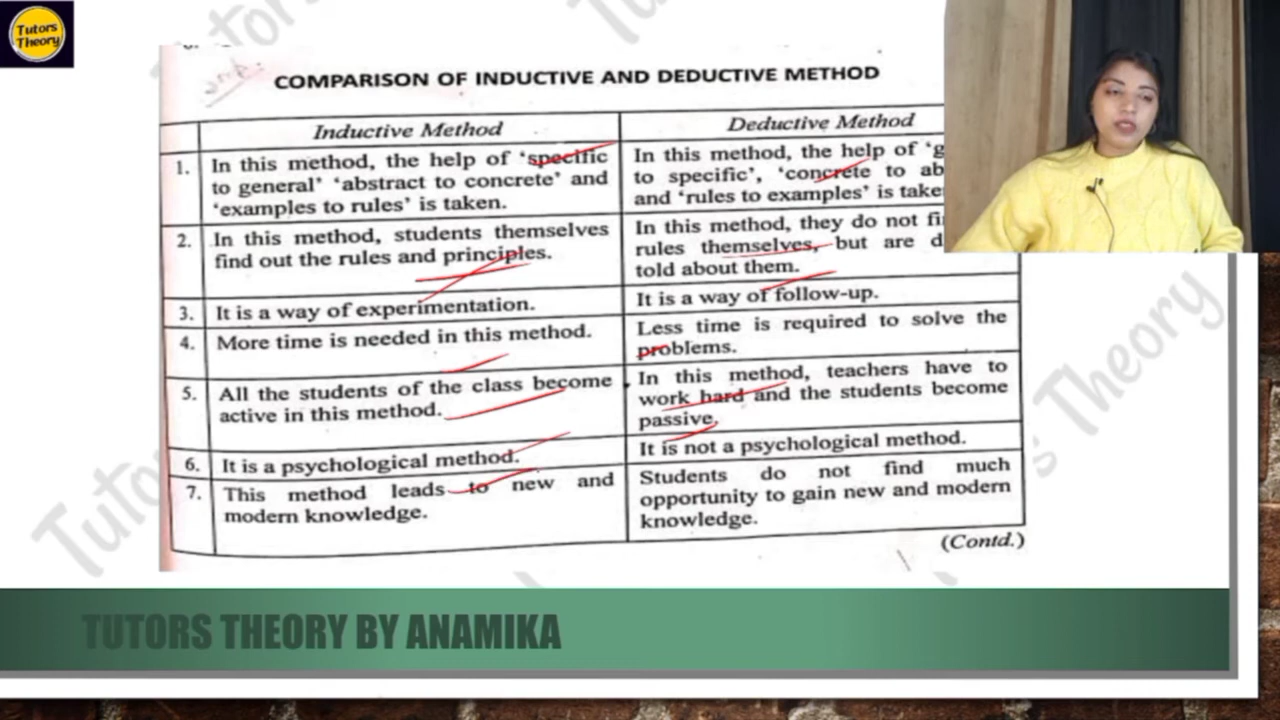 Tutors
Theory
COMPARISON OF INDUCTIVE AND DEDUCTIVE METHOD
Inductive Method
Deductive Method
1. In this method, the help of ‘specific
to general’ ‘abstract to concrete’ and
‘examples to rules’ is taken.
In this method, the help of ‘g
to specific’, ‘concrete to ab
and ‘rules to examples’ is take
2. In this method, students themselves
find out the rules and principles.
In this method, they do not fi
rules themselves, but are d
told about them.
3. It is a way of experimentation.
It is a way of follow-up.
4. More time is needed in this method.
Less time is required to solve the
problems.
5. All the students of the class become
active in this method.
In this method, teachers have to
work hard and the students become
passive.
6. It is a psychological method.
It is not a psychological method.
7. This method leads to new and
modern knowledge.
Students do not find much
opportunity to gain new and modern
knowledge.
(Contd.)
Tutors Theory
TUTORS THEORY BY ANAMIKA